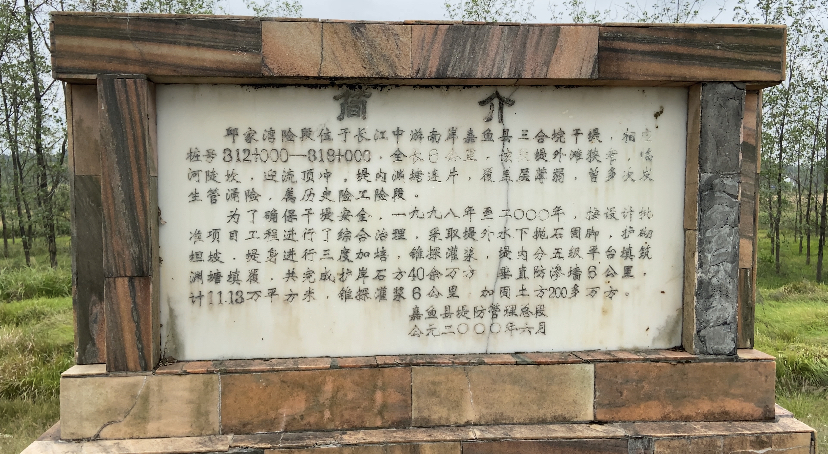 简介
邱家湾险段位于长江中游南岸嘉鱼县三合垸干堤,相应
桩号312+000—318+000,全长6公里,该段堤外滩狭窄,临
河陡坎,迎流顶冲。堤内渊塘连片,覆盖层薄弱,曾多次发
生管涌险,属历史险工险段。
为了确保干堤安全,一九九八年至二〇〇〇年,按设计批
准项目工程进行了综合治理,采取堤外水下抛石固脚,护砌
坦坡,堤身进行三度加培,锥探灌浆,堤内分五级平台填筑
渊塘填覆,共完成护岸石方40余万方,垂直防渗墙6公里,
计11.13万平方米,锥探灌浆6公里,加固土方200多万方。
嘉鱼县堤防管理总段
公元二〇〇〇年六月